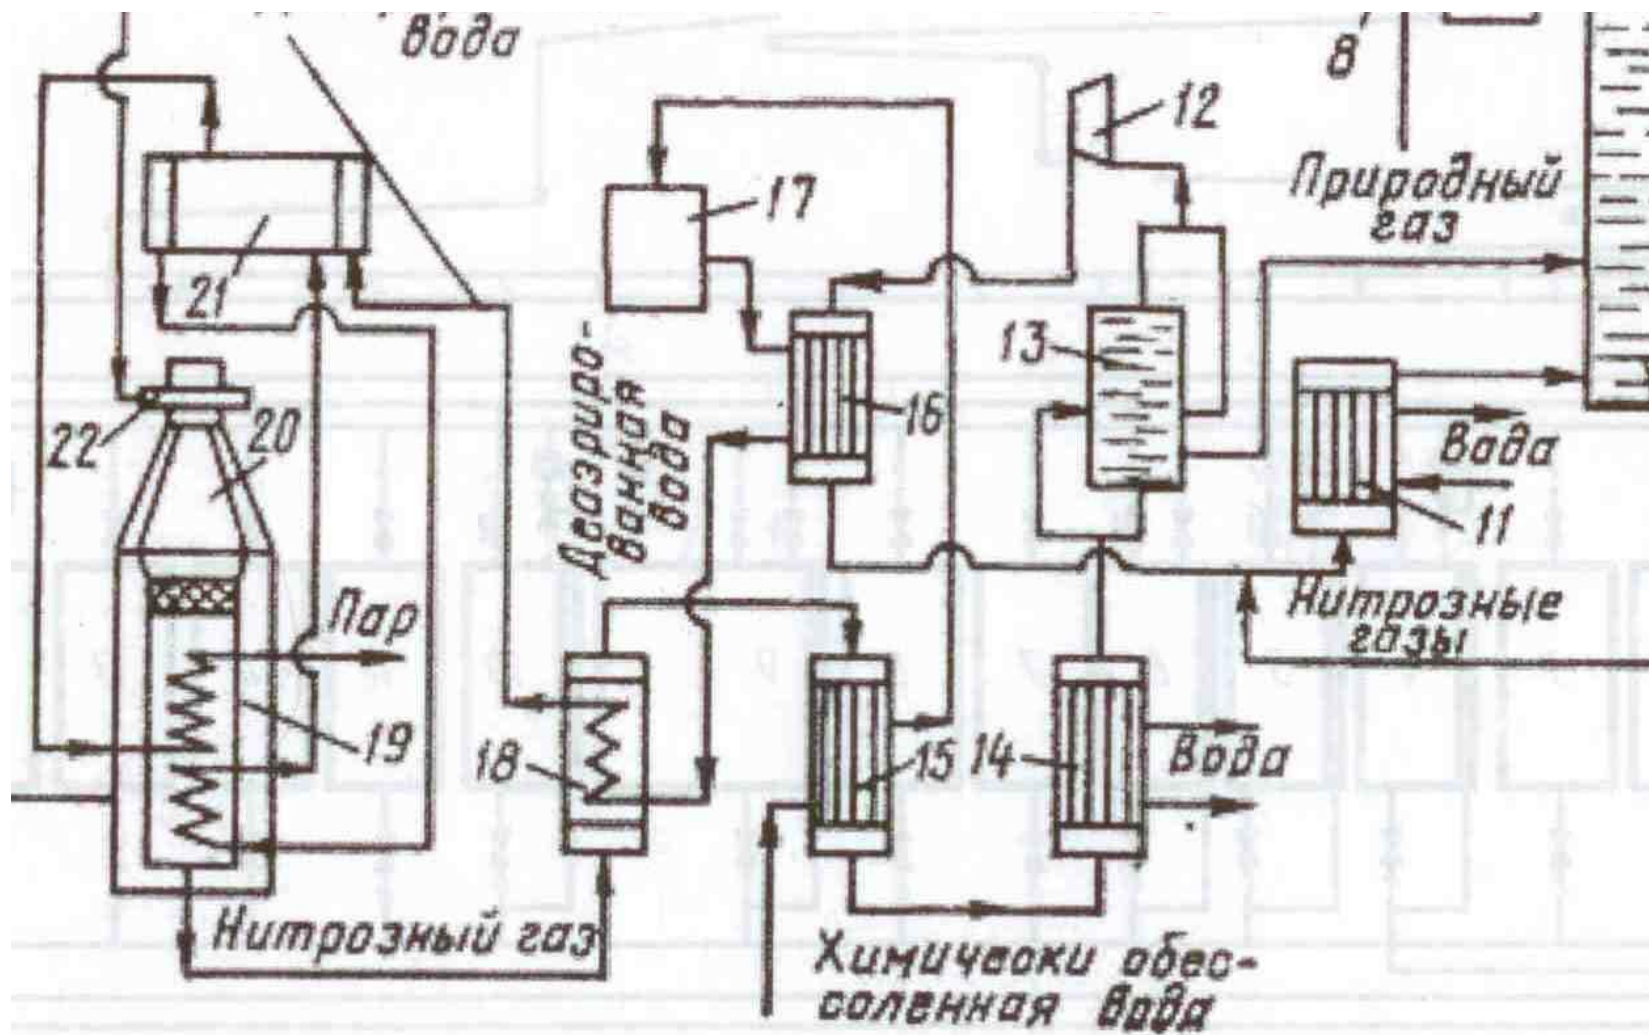 вода
8
12
Природный
газ
17
21
13
16
Деаэриро-
ванная
вода
22
20
Вода
11
Нитрозные
газы
Пар
19
18
15
14
Вода
Нитрозный газ
Химически обес-
соленная вода